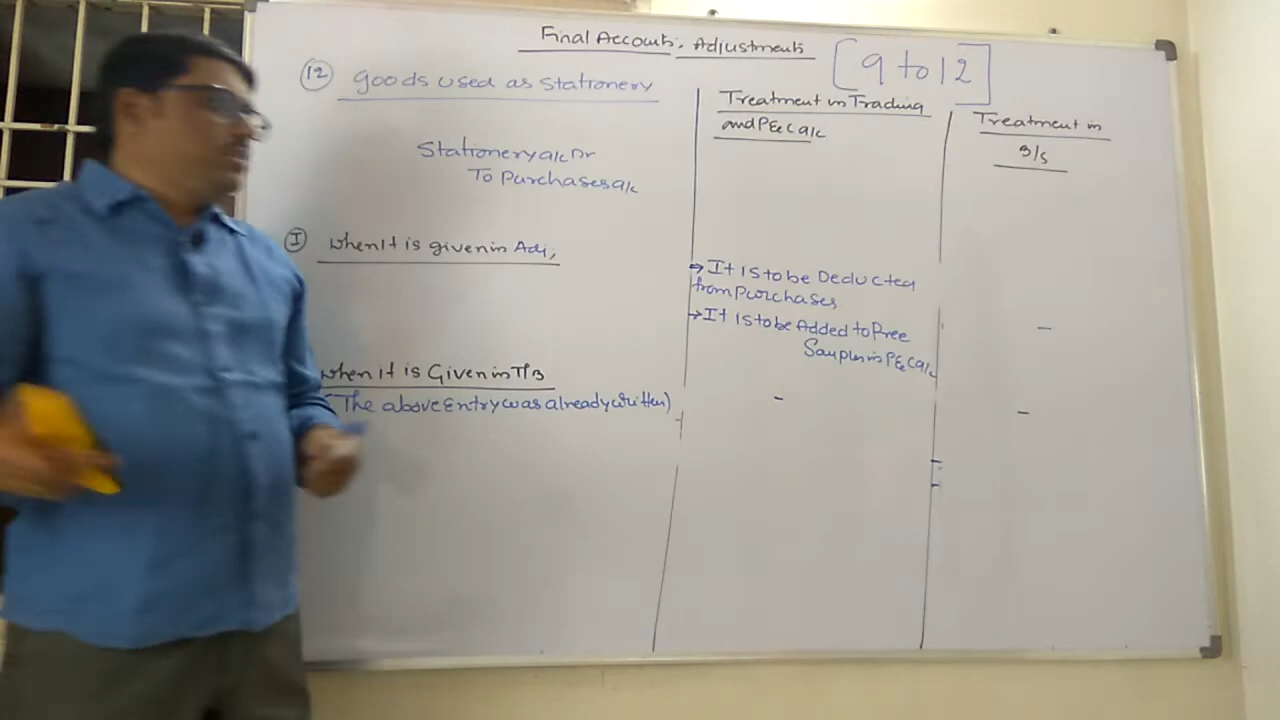 Final Accounts; Adjustments
[9 to 12]
12 goods used as Stationery
Stationery a/c Dr
To Purchases a/c
Treatment in Trading
and P&L a/c
Treatment in
B/S
I when It is given in Adj;
→ It is to be Deducted
from Purchases
→ It is to be Added to Free
Samples in P&L a/c
-
when It is Given in T/B
(The above Entry was already written)
-
-